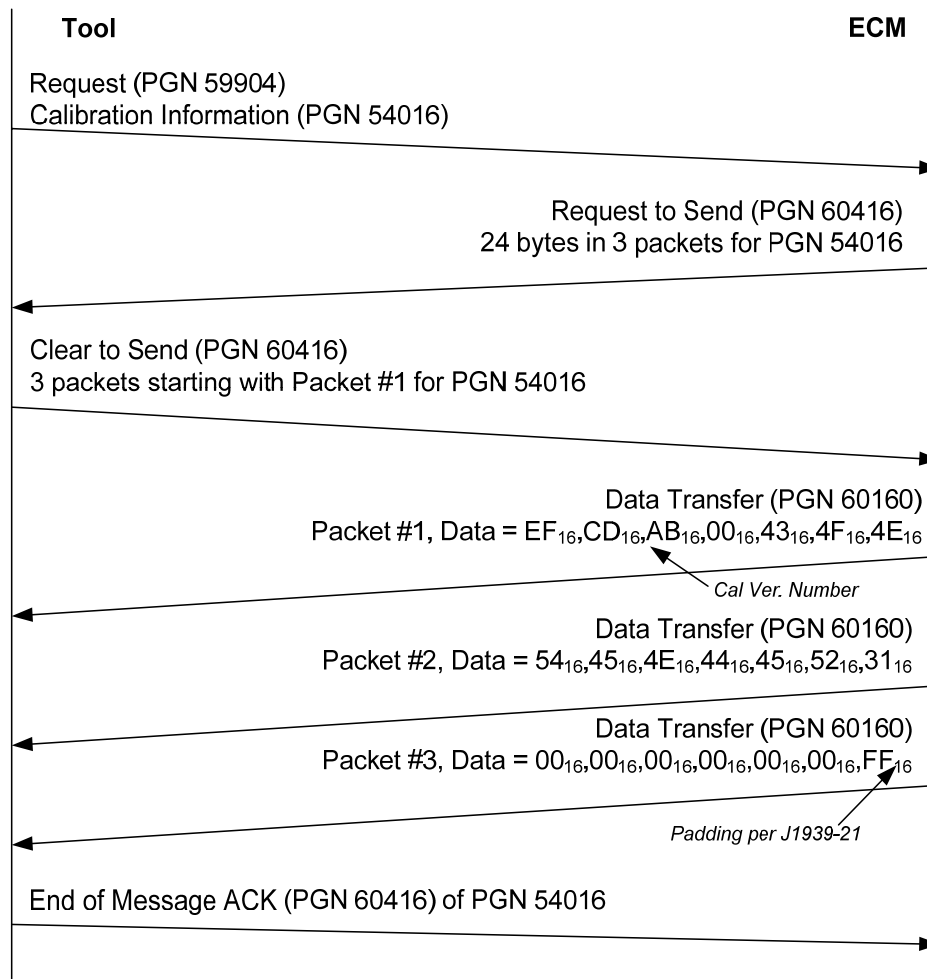 Tool
ECM
Request (PGN 59904)
Calibration Information (PGN 54016)
Request to Send (PGN 60416)
24 bytes in 3 packets for PGN 54016
Clear to Send (PGN 60416)
3 packets starting with Packet #1 for PGN 54016
Data Transfer (PGN 60160)
Packet #1, Data = EF₁₆,CD₁₆,AB₁₆,00₁₆,43₁₆,4F₁₆,4E₁₆
Cal Ver. Number
Data Transfer (PGN 60160)
Packet #2, Data = 54₁₆,45₁₆,4E₁₆,44₁₆,45₁₆,52₁₆,31₁₆
Data Transfer (PGN 60160)
Packet #3, Data = 00₁₆,00₁₆,00₁₆,00₁₆,00₁₆,00₁₆,FF₁₆
Padding per J1939-21
End of Message ACK (PGN 60416) of PGN 54016